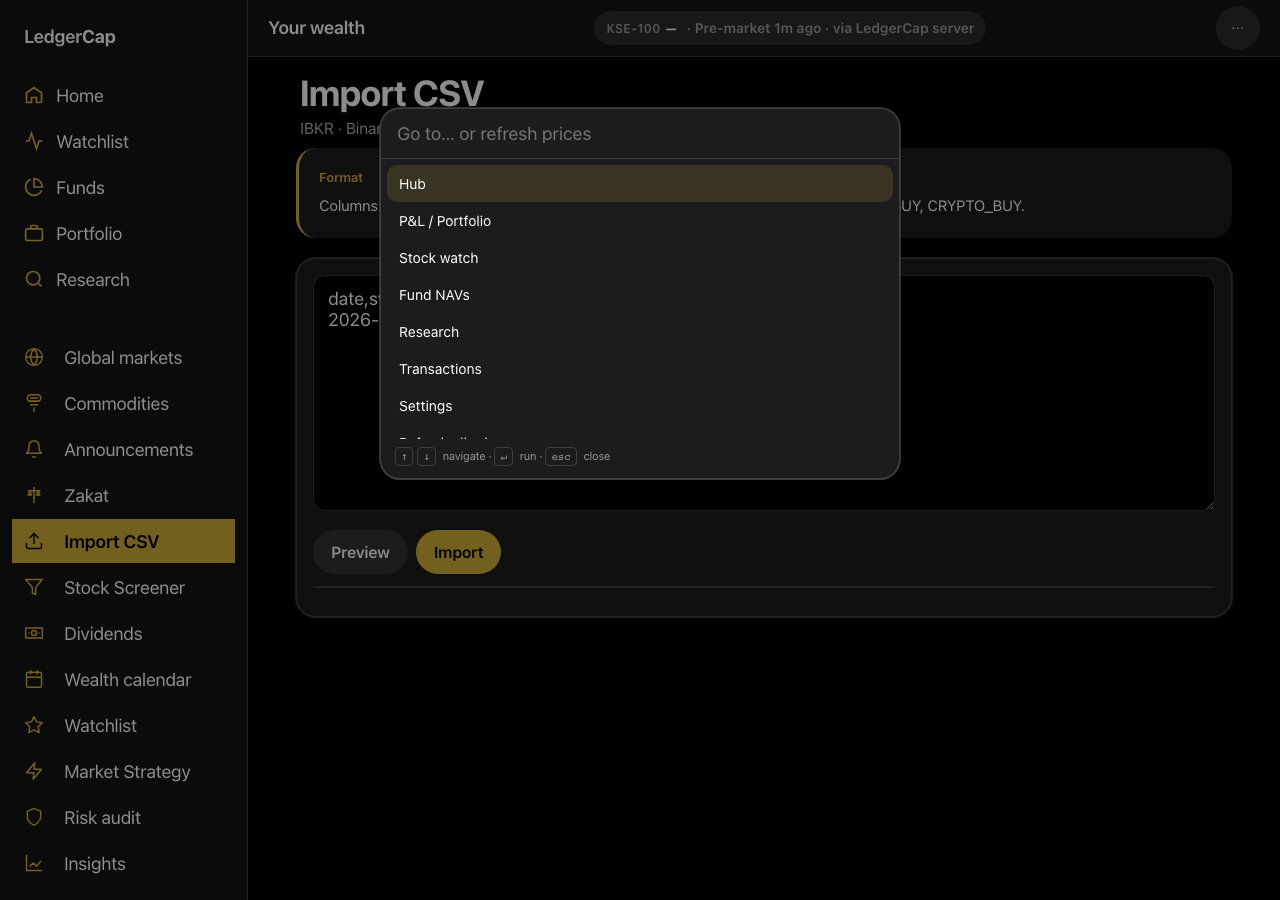 LedgerCap
Home
Watchlist
Funds
Portfolio
Research
Global markets
Commodities
Announcements
Zakat
Import CSV
Stock Screener
Dividends
Wealth calendar
Watchlist
Market Strategy
Risk audit
Insights
Your wealth
KSE-100 — · Pre-market 1m ago · via LedgerCap server
...
Import CSV
IBKR ·
Format
Columns: CRYPTO_BUY.
2026-
Preview
Import
Go to... or refresh prices
Hub
P&L / Portfolio
Stock watch
Fund NAVs
Research
Transactions
Settings
↑ ↓ navigate · ↵ run · esc close